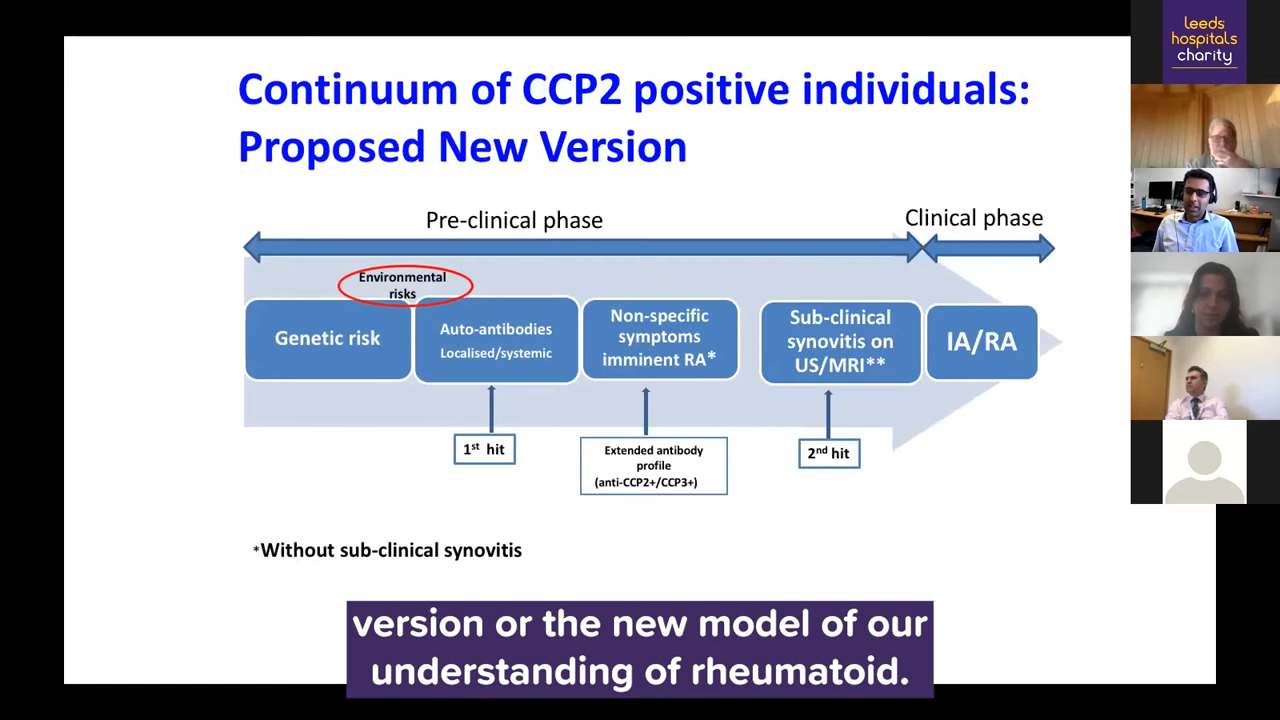 Continuum of CCP2 positive individuals:
Proposed New Version
Pre-clinical phase
Clinical phase
Environmental
risks
Genetic risk
Auto-antibodies
Localised/systemic
Non-specific
symptoms
imminent RA*
Sub-clinical
synovitis on
US/MRI**
IA/RA
1st hit
Extended antibody
profile
(anti-CCP2+/CCP3+)
2nd hit
*Without sub-clinical synovitis
version or the new model of our
understanding of rheumatoid.
leeds
hospitals
charity